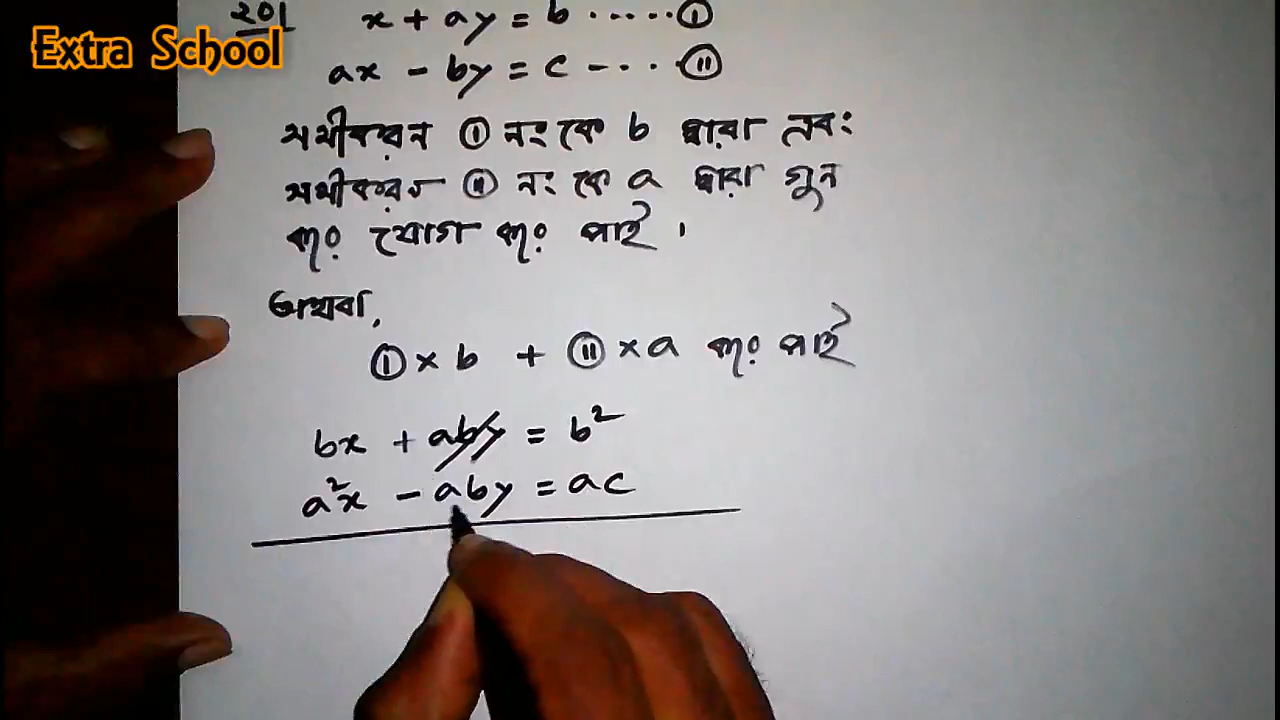 Extra School
২০। x + ay = b ..... (i)
ax - by = c - ... (ii)
সমীকরন (i) নং কে b দ্বারা এবং
সমীকরণ (ii) নং কে a দ্বারা গুন
করে যোগ করে পাই ।
অথবা,
(i) × b + (ii) × a করে পাই
bx + aby = b²
a²x - aby = ac